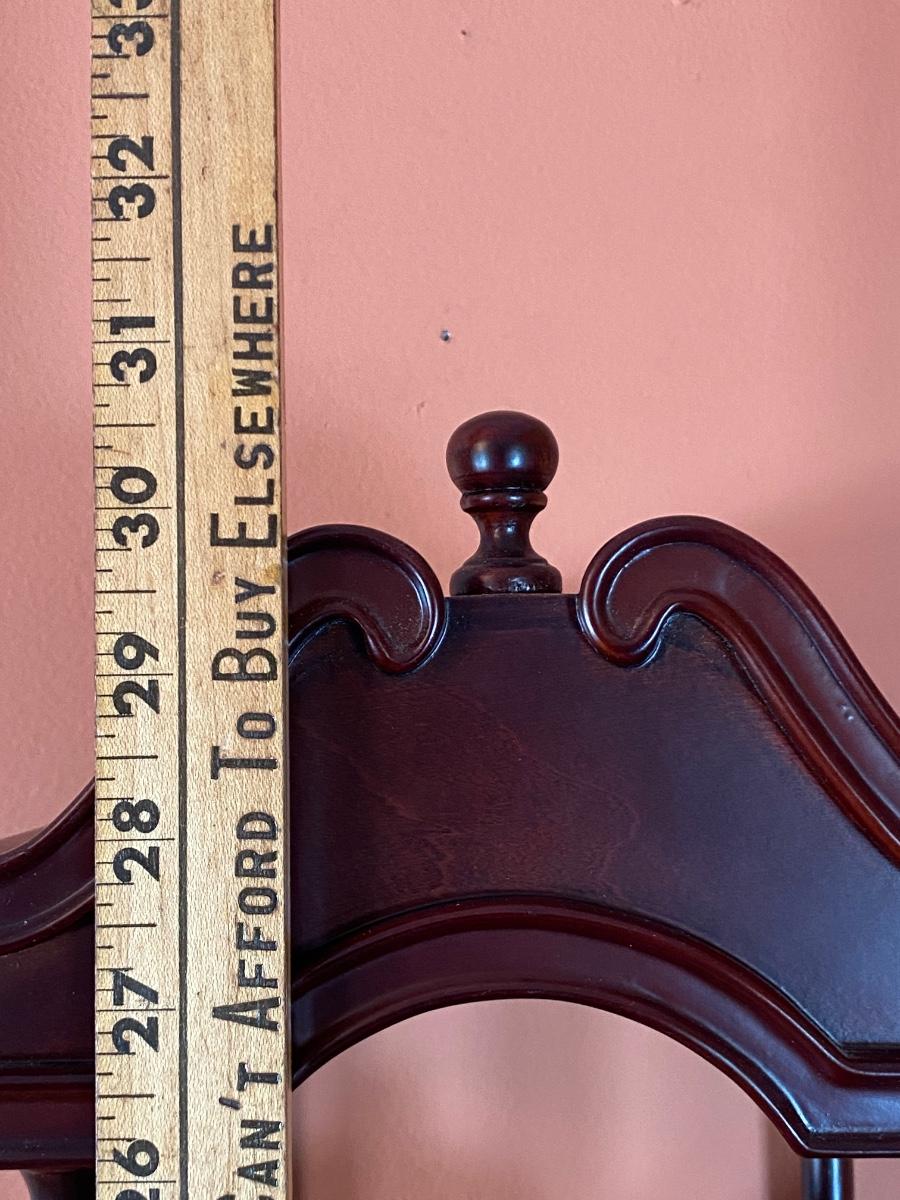 26 27 28 29 30 31 32 33
CAN'T AFFORD TO BUY ELSEWHERE